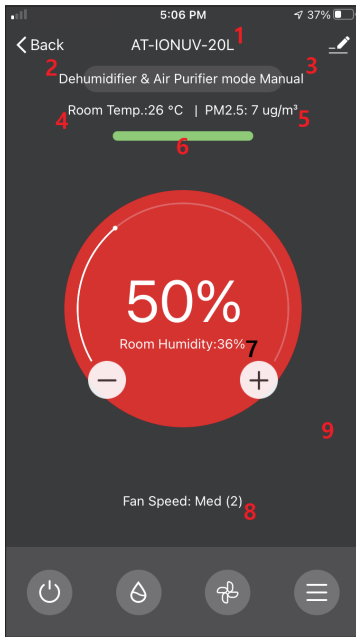 5:06 PM 37%
Back AT-IONUV-20L 1
2 3
Dehumidifier & Air Purifier mode Manual
4 Room Temp.:26 °C | PM2.5: 7 ug/m³ 5
6
50%
Room Humidity:36% 7
− +
9
Fan Speed: Med (2) 8